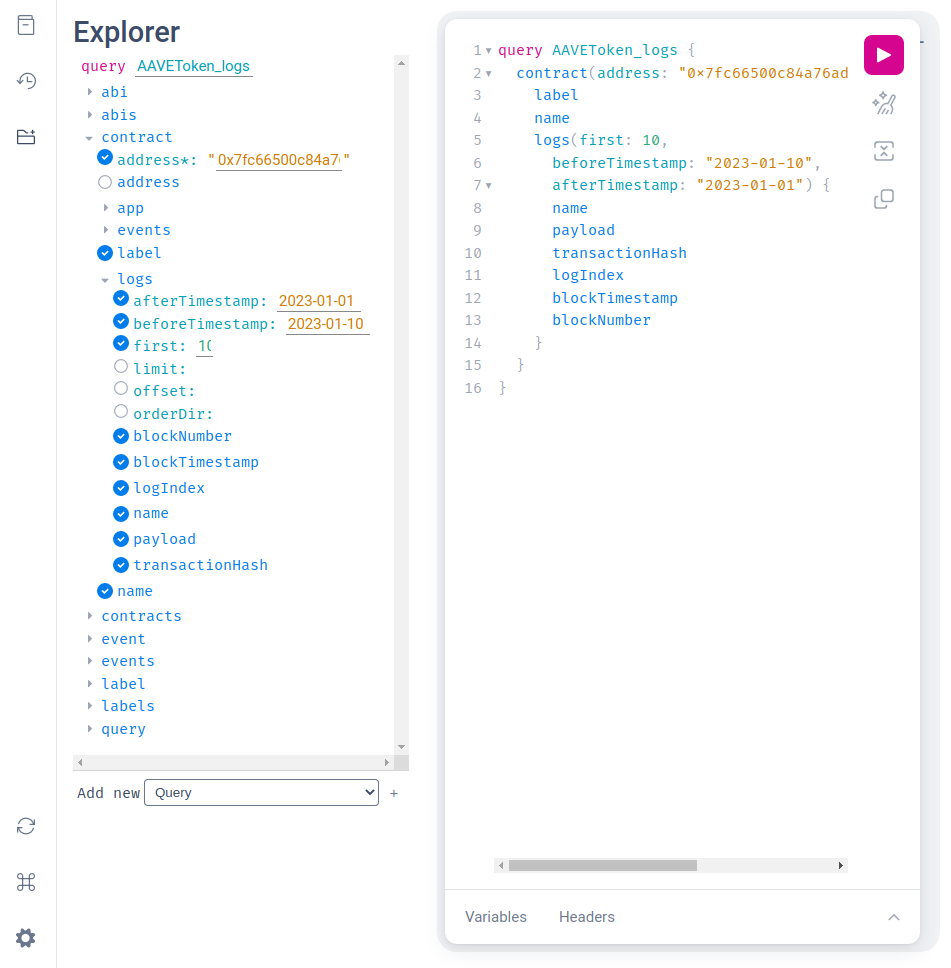 Explorer
query AAVEToken_logs
abi
abis
contract
address*: "0x7fc66500c84a7"
address
app
events
label
logs
afterTimestamp: 2023-01-01
beforeTimestamp: 2023-01-10
first: 10
limit:
offset:
orderDir:
blockNumber
blockTimestamp
logIndex
name
payload
transactionHash
name
contracts
event
events
label
labels
query
Add new Query +
1 query AAVEToken_logs {
2 contract(address: "0x7fc66500c84a76ad
3 label
4 name
5 logs(first: 10,
6 beforeTimestamp: "2023-01-10",
7 afterTimestamp: "2023-01-01") {
8 name
9 payload
10 transactionHash
11 logIndex
12 blockTimestamp
13 blockNumber
14 }
15 }
16 }
Variables Headers